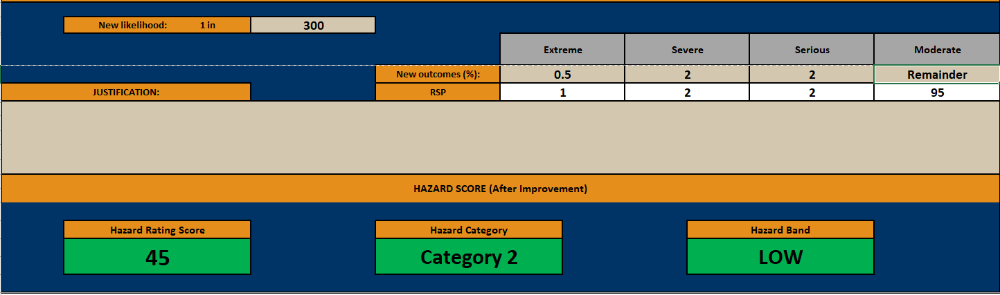 New likelihood: 1 in 300
Extreme Severe Serious Moderate
New outcomes (%): 0.5 2 2 Remainder
JUSTIFICATION: RSP 1 2 2 95
HAZARD SCORE (After Improvement)
Hazard Rating Score Hazard Category Hazard Band
45 Category 2 LOW